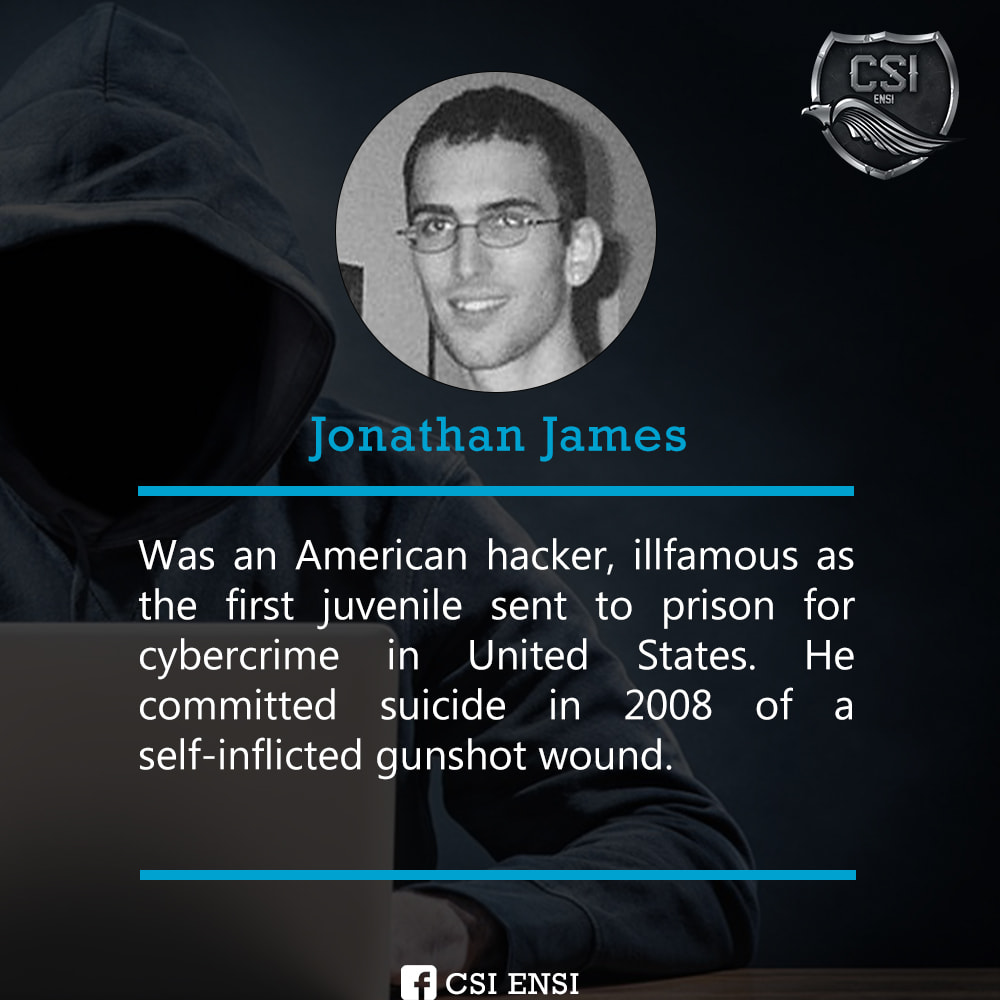 CSI
ENSI
Jonathan James
Was an American hacker, illfamous as
the first juvenile sent to prison for
cybercrime in United States. He
committed suicide in 2008 of a
self-inflicted gunshot wound.
f CSI ENSI